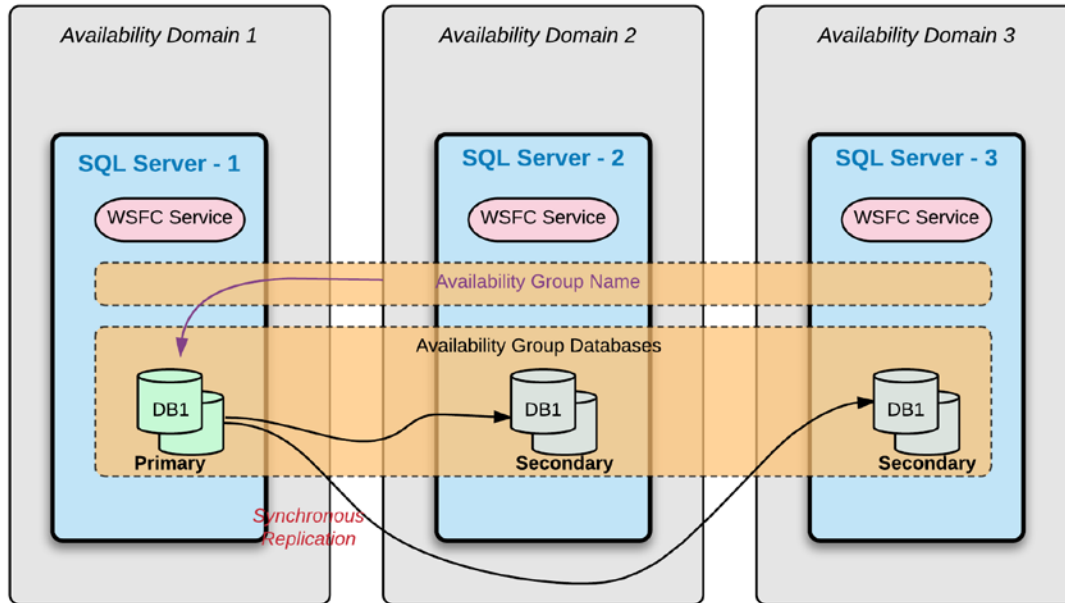 Availability Domain 1
Availability Domain 2
Availability Domain 3
SQL Server - 1
SQL Server - 2
SQL Server - 3
WSFC Service
WSFC Service
WSFC Service
Availability Group Name
Availability Group Databases
DB1
DB1
DB1
Primary
Secondary
Secondary
Synchronous
Replication